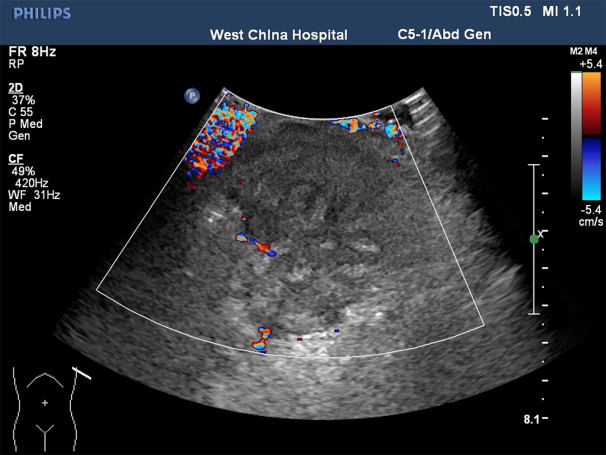 PHILIPS
TIS0.5 MI 1.1
West China Hospital
C5-1/Abd Gen
FR 8Hz
RP
2D
37%
C 55
P Med
Gen
CF
49%
420Hz
WF 31Hz
Med
P
M2 M4
+5.4
-5.4
cm/s
X
8.1